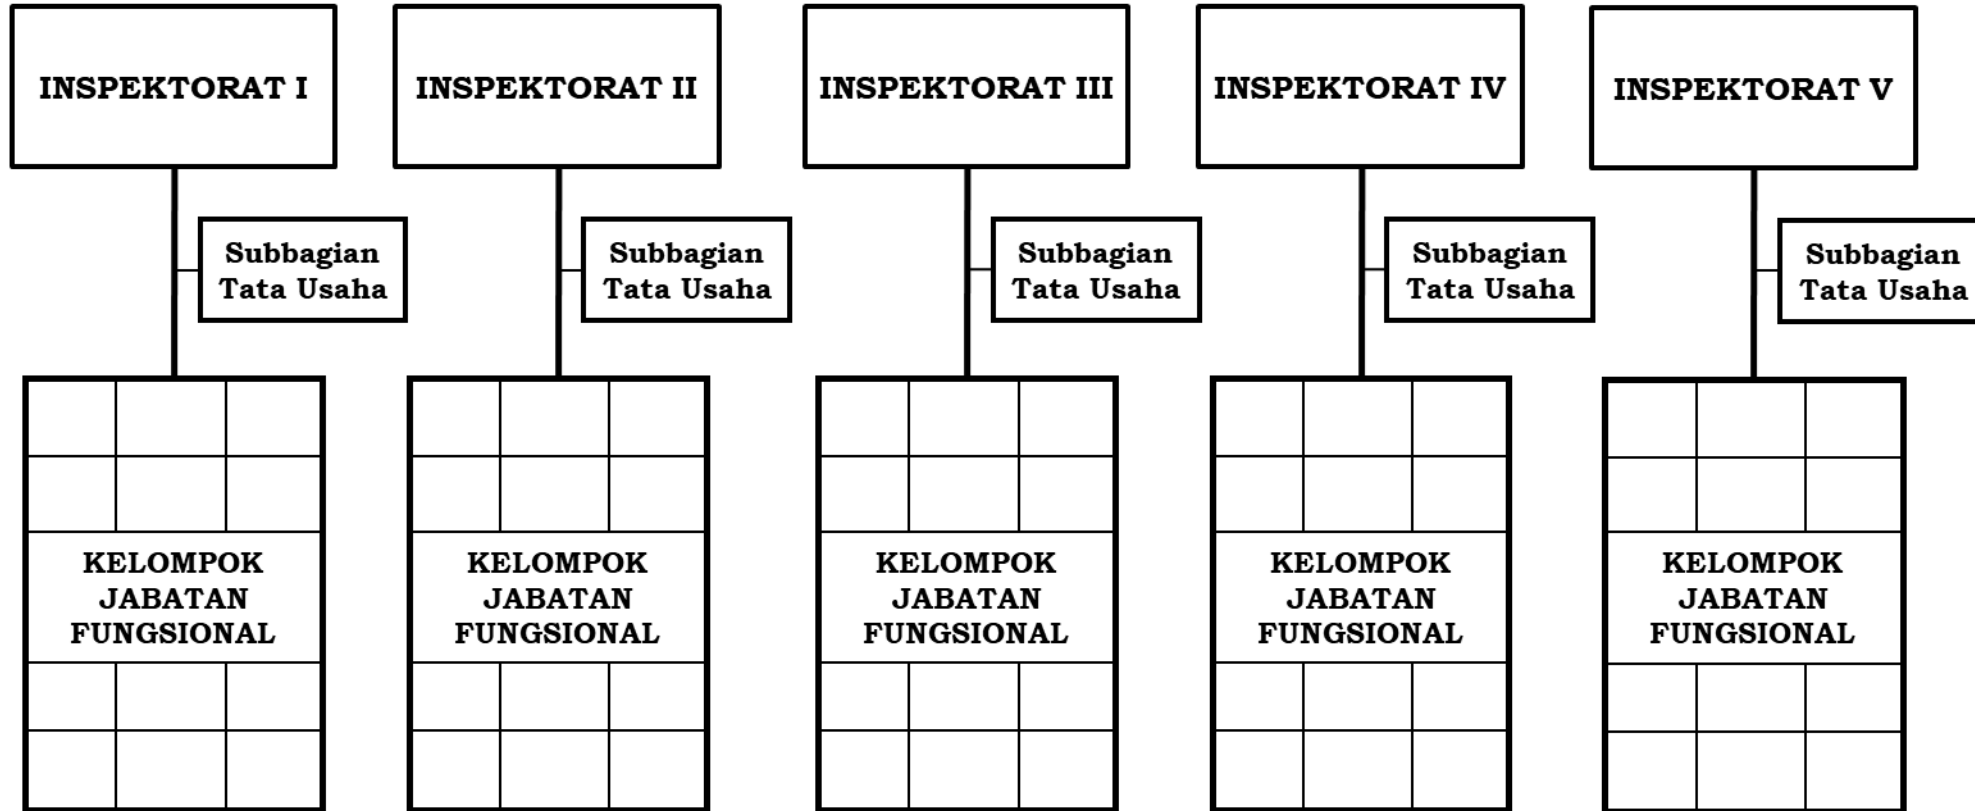 INSPEKTORAT I
INSPEKTORAT II
INSPEKTORAT III
INSPEKTORAT IV
INSPEKTORAT V
Subbagian
Tata Usaha
Subbagian
Tata Usaha
Subbagian
Tata Usaha
Subbagian
Tata Usaha
Subbagian
Tata Usaha
KELOMPOK
JABATAN
FUNGSIONAL
KELOMPOK
JABATAN
FUNGSIONAL
KELOMPOK
JABATAN
FUNGSIONAL
KELOMPOK
JABATAN
FUNGSIONAL
KELOMPOK
JABATAN
FUNGSIONAL